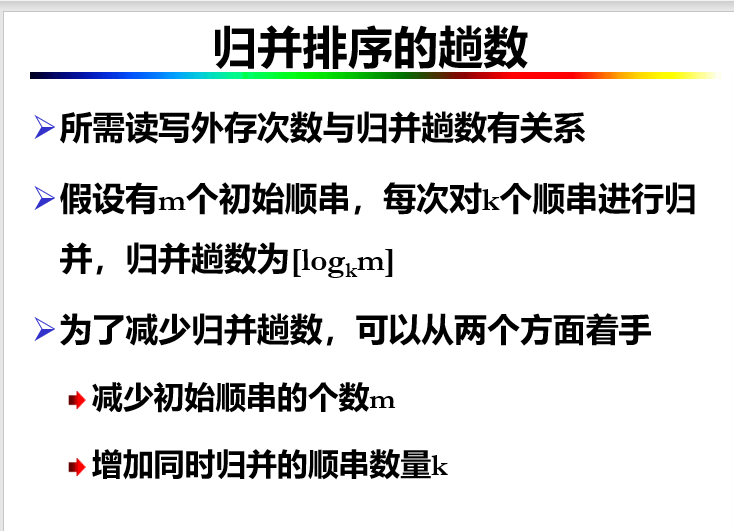 归并排序的趟数
所需读写外存次数与归并趟数有关系
假设有m个初始顺串，每次对k个顺串进行归
并，归并趟数为[logₖm]
为了减少归并趟数，可以从两个方面着手
减少初始顺串的个数m
增加同时归并的顺串数量k